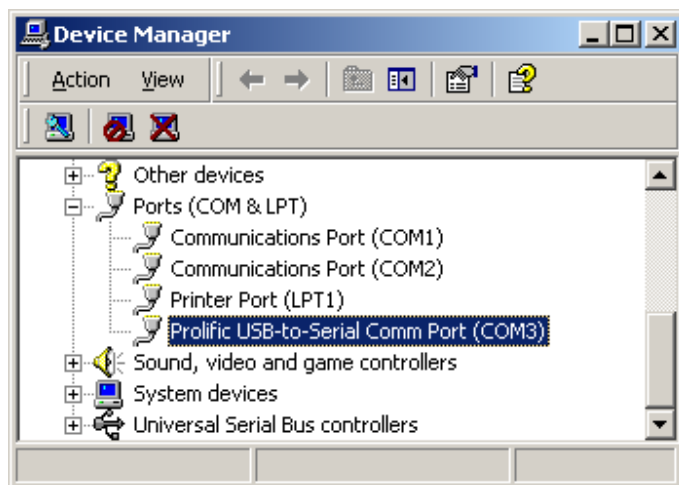 Device Manager
Action View
Other devices
Ports (COM & LPT)
Communications Port (COM1)
Communications Port (COM2)
Printer Port (LPT1)
Prolific USB-to-Serial Comm Port (COM3)
Sound, video and game controllers
System devices
Universal Serial Bus controllers